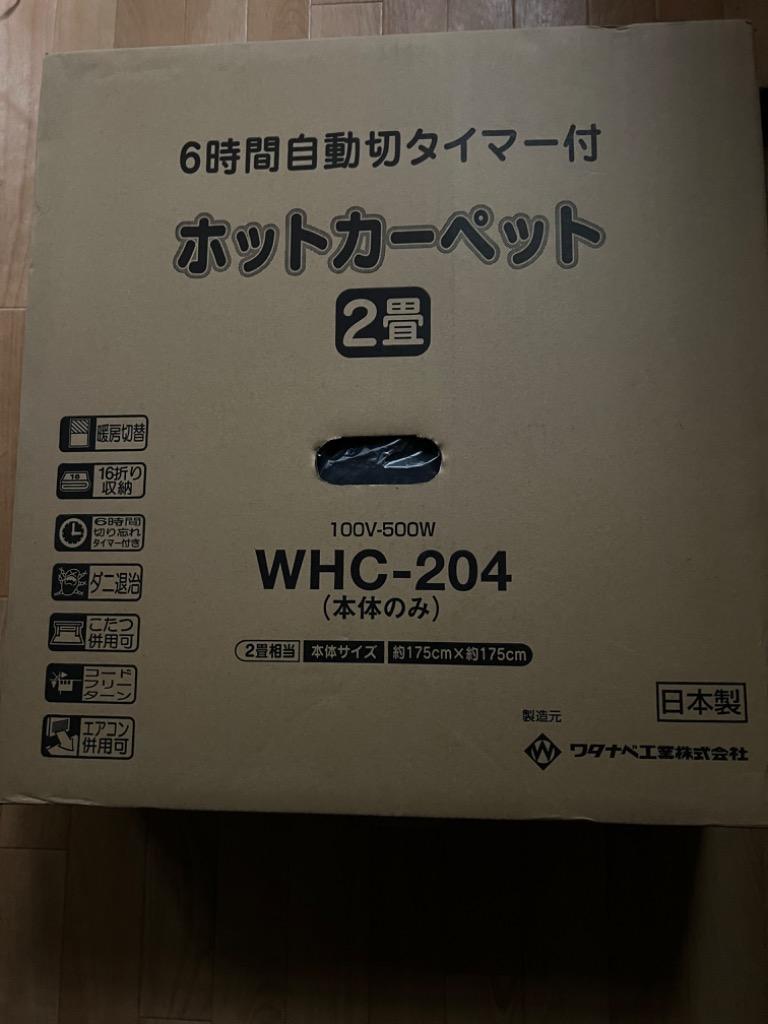 6時間自動切タイマー付
ホットカーペット
2畳
暖房切替
16
16折り
収納
6時間
切り忘れ
タイマー付き
ダニ退治
こたつ
併用可
コード
フリー
ターン
エアコン
併用可
100V-500W
WHC-204
(本体のみ)
2畳相当 本体サイズ 約175cm×約175cm
日本製
製造元
W ワタナベ工業株式会社